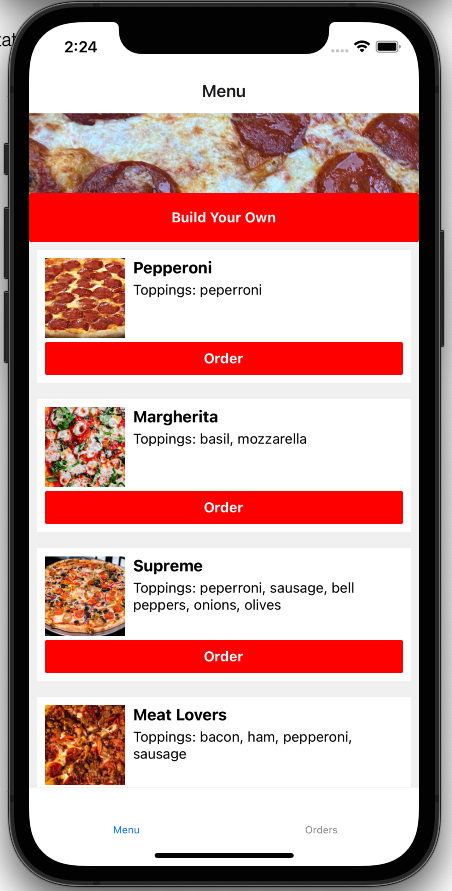 2:24
Menu
Build Your Own
Pepperoni
Toppings: peperroni
Order
Margherita
Toppings: basil, mozzarella
Order
Supreme
Toppings: peperroni, sausage, bell
peppers, onions, olives
Order
Meat Lovers
Toppings: bacon, ham, pepperoni,
sausage
Menu
Orders